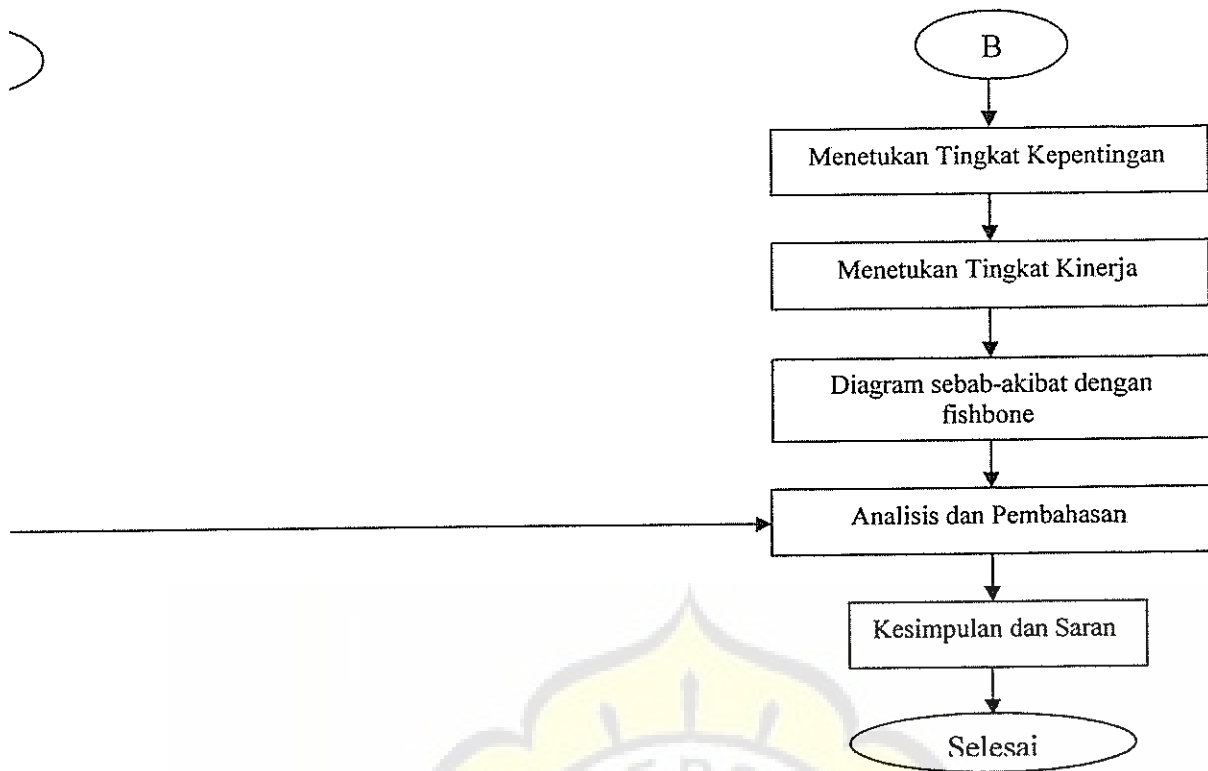 B
Menetukan Tingkat Kepentingan
Menetukan Tingkat Kinerja
Diagram sebab-akibat dengan
fishbone
Analisis dan Pembahasan
Kesimpulan dan Saran
Selesai